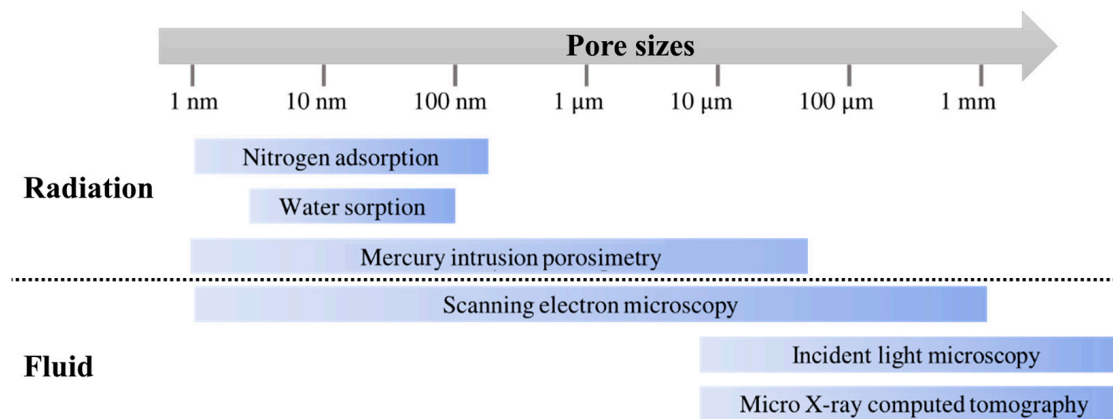 Pore sizes
1 nm 10 nm 100 nm 1 μm 10 μm 100 μm 1 mm
Nitrogen adsorption
Radiation
Water sorption
Mercury intrusion porosimetry
Scanning electron microscopy
Incident light microscopy
Fluid
Micro X-ray computed tomography